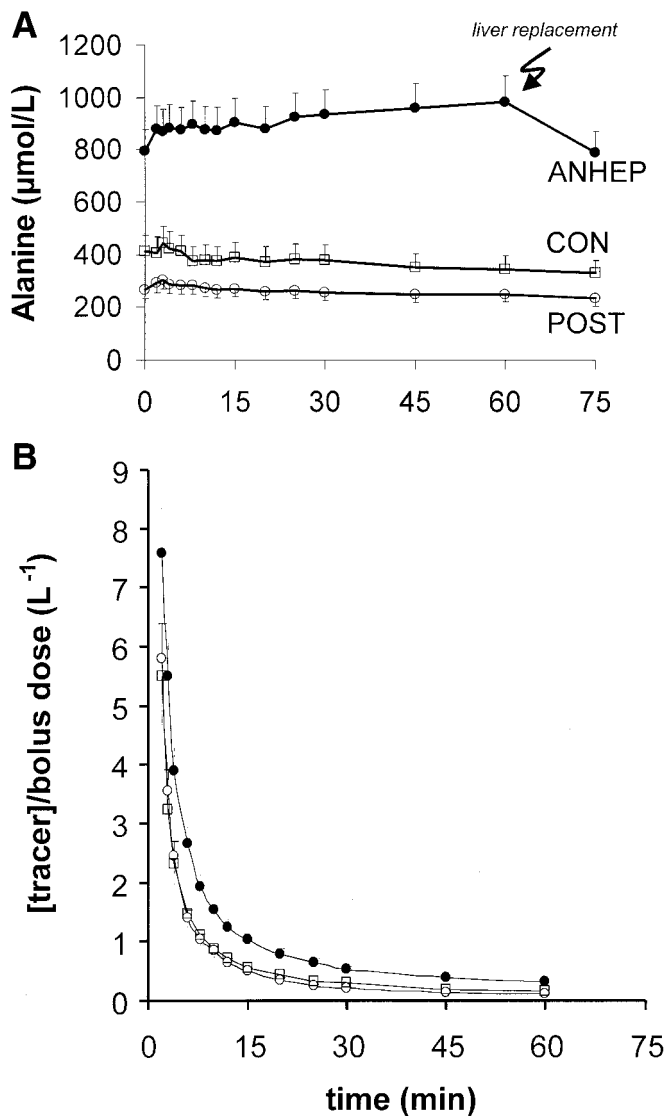 A
liver replacement
1200
1000
800
600
400
200
0
Alanine (µmol/L)
ANHEP
CON
POST
0 15 30 45 60 75
B
9
8
7
6
5
4
3
2
1
0
[tracer]/bolus dose (L⁻¹)
0 15 30 45 60 75
time (min)